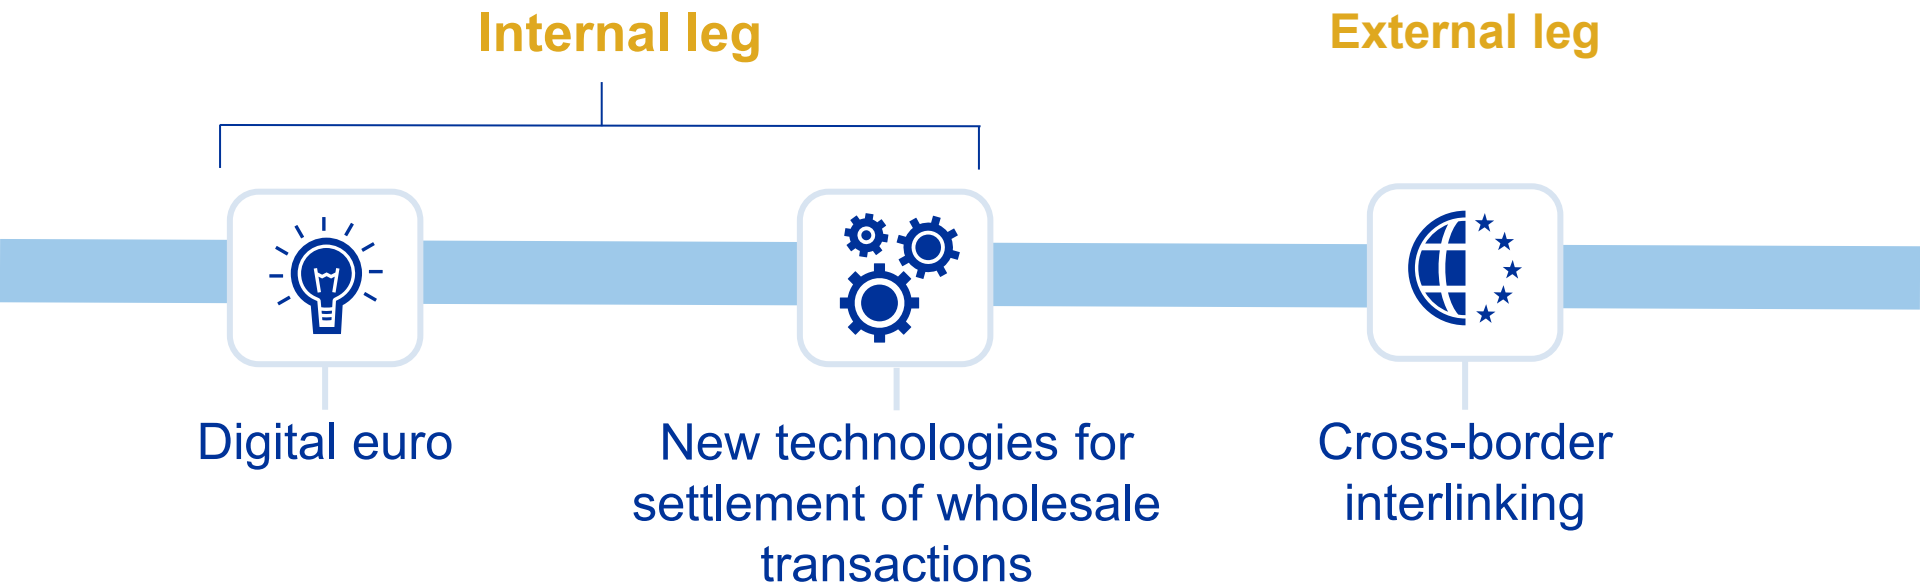 Internal leg
External leg
Digital euro
New technologies for
settlement of wholesale
transactions
Cross-border
interlinking